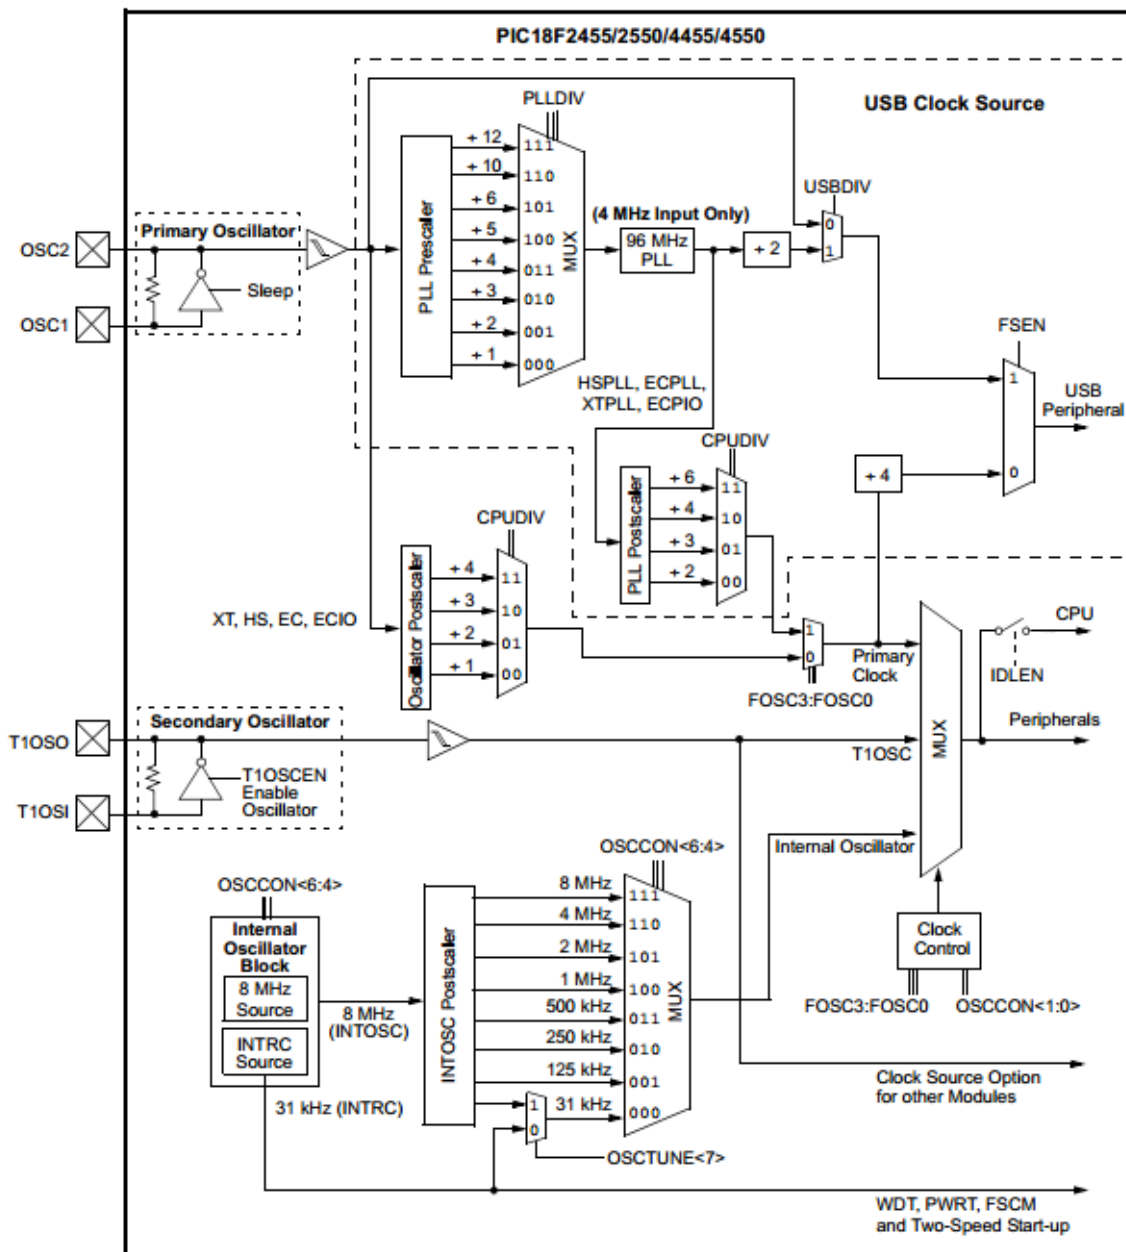 PIC18F2455/2550/4455/4550
USB Clock Source
PLLDIV
PLL Prescaler
÷ 12
÷ 10
÷ 6
÷ 5
÷ 4
÷ 3
÷ 2
÷ 1
111
110
101
100
011
010
001
000
MUX
(4 MHz Input Only)
96 MHz
PLL
÷ 2
USBDIV
0
1
FSEN
1
0
USB
Peripheral
OSC2
OSC1
Primary Oscillator
Sleep
HSPLL, ECPLL,
XTPLL, ECPIO
CPUDIV
PLL Postscaler
÷ 6
÷ 4
÷ 3
÷ 2
11
10
01
00
÷ 4
CPUDIV
XT, HS, EC, ECIO
Oscillator Postscaler
÷ 4
÷ 3
÷ 2
÷ 1
11
10
01
00
1
0
FOSC3:FOSC0
Primary
Clock
CPU
IDLEN
Peripherals
MUX
T1OSO
T1OSI
Secondary Oscillator
T1OSCEN
Enable
Oscillator
T1OSC
Internal Oscillator
OSCCON<6:4>
Internal
Oscillator
Block
8 MHz
Source
INTRC
Source
8 MHz
(INTOSC)
31 kHz (INTRC)
INTOSC Postscaler
8 MHz
4 MHz
2 MHz
1 MHz
500 kHz
250 kHz
125 kHz
31 kHz
1
0
OSCTUNE<7>
OSCCON<6:4>
111
110
101
100
011
010
001
000
MUX
Clock
Control
FOSC3:FOSC0
OSCCON<1:0>
Clock Source Option
for other Modules
WDT, PWRT, FSCM
and Two-Speed Start-up